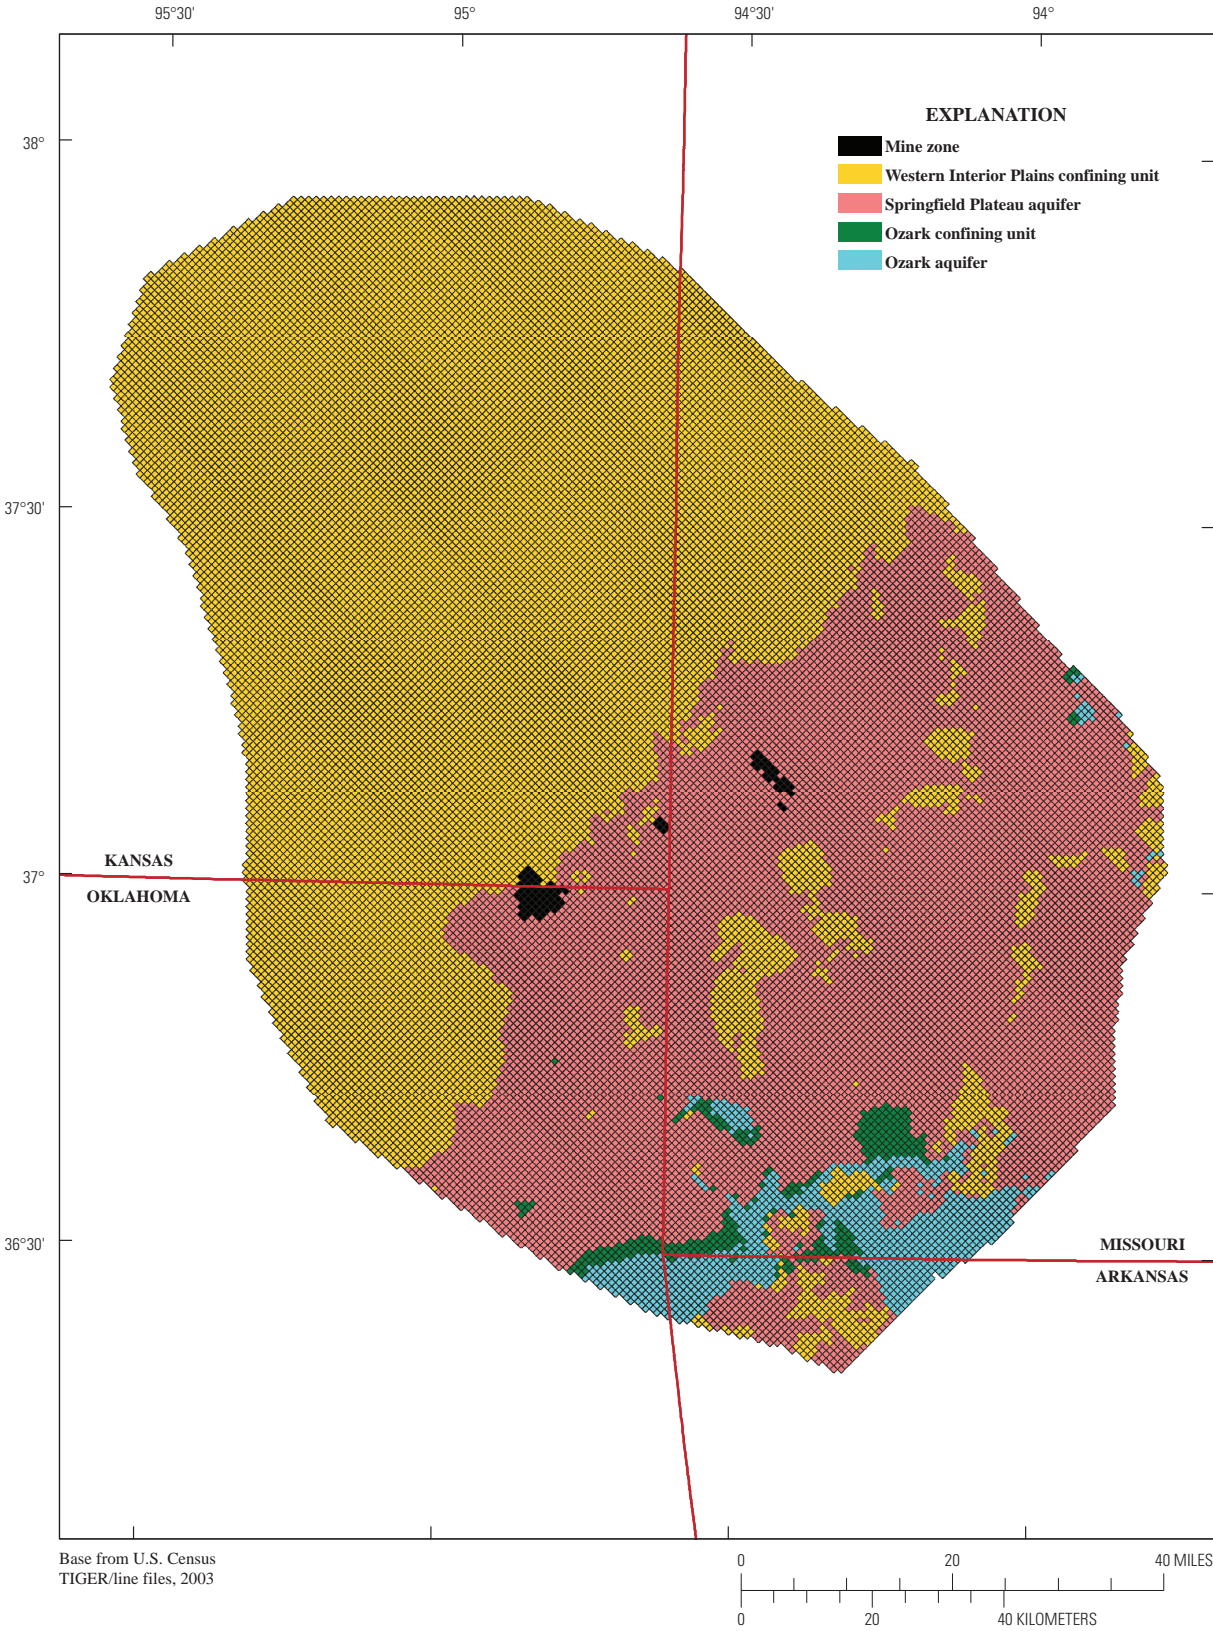 95°30' 95° 94°30' 94°
EXPLANATION
Mine zone
Western Interior Plains confining unit
Springfield Plateau aquifer
Ozark confining unit
Ozark aquifer
38°
37°30'
KANSAS
37°
OKLAHOMA
36°30'
MISSOURI
ARKANSAS
Base from U.S. Census
TIGER/line files, 2003
0 20 40 MILES
0 20 40 KILOMETERS